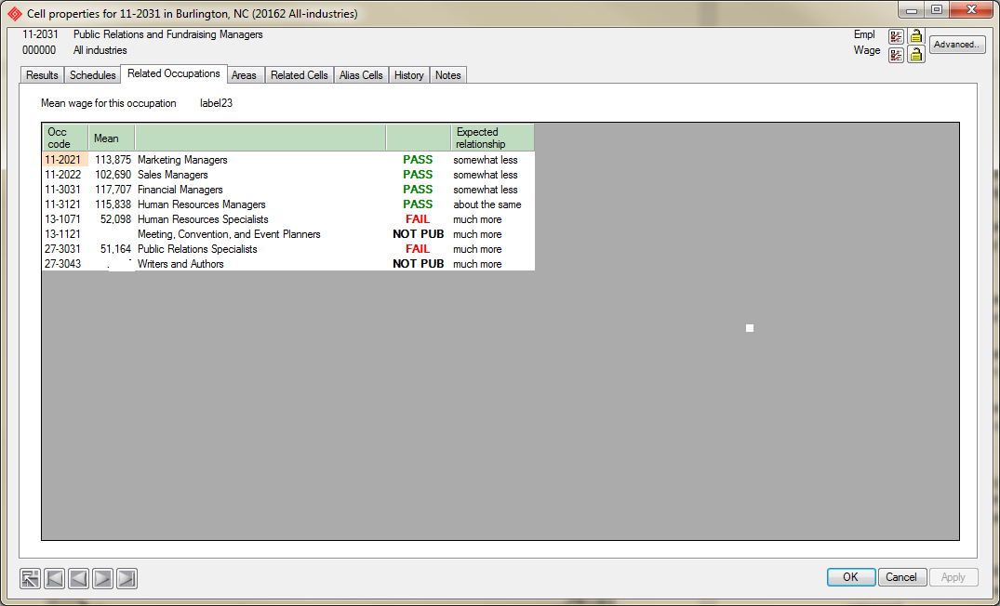 Cell properties for 11-2031 in Burlington, NC (20162 All-industries)
11-2031 Public Relations and Fundraising Managers
000000 All industries
Empl
Wage
Advanced..
Results Schedules Related Occupations Areas Related Cells Alias Cells History Notes
Mean wage for this occupation label23
Occ code Mean Expected relationship
11-2021 113,875 Marketing Managers PASS somewhat less
11-2022 102,690 Sales Managers PASS somewhat less
11-3031 117,707 Financial Managers PASS somewhat less
11-3121 115,838 Human Resources Managers PASS about the same
13-1071 52,098 Human Resources Specialists FAIL much more
13-1121 Meeting, Convention, and Event Planners NOT PUB much more
27-3031 51,164 Public Relations Specialists FAIL much more
27-3043 Writers and Authors NOT PUB much more
OK Cancel Apply